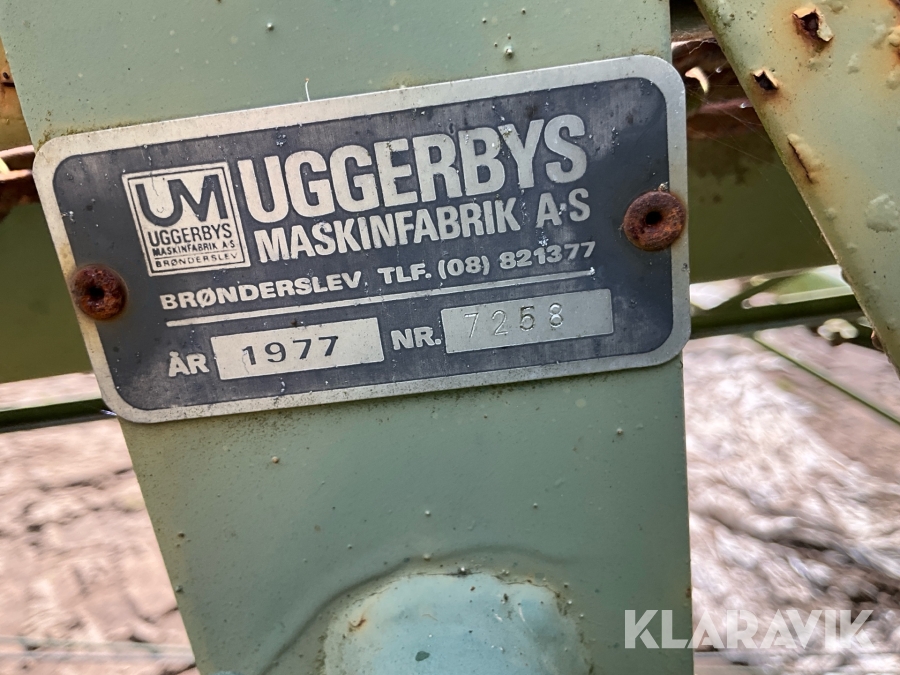 UM
UGGERBYS
MASKINFABRIK A·S
BRØNDERSLEV
UGGERBYS
MASKINFABRIK A·S
BRØNDERSLEV TLF. (08) 821377
ÅR 1977 NR. 7258
KLARAVIK